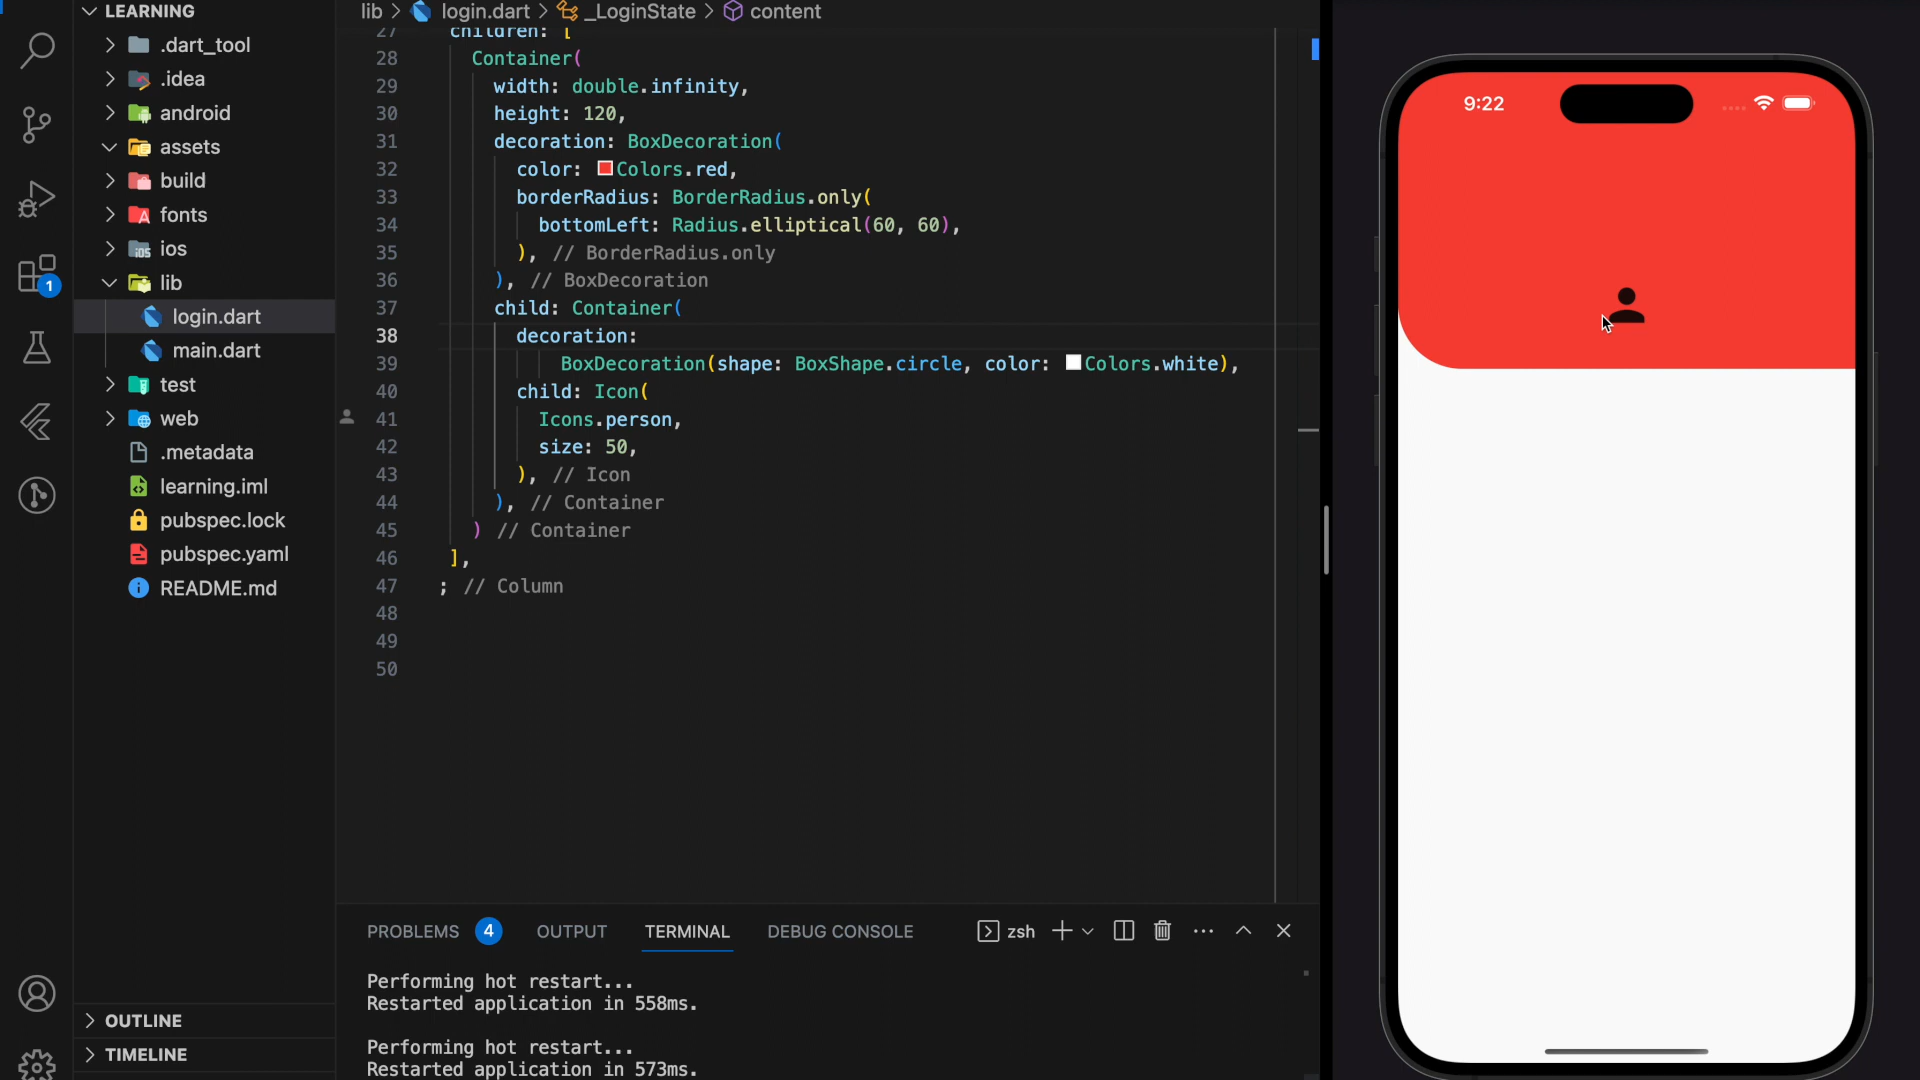 LEARNING
.dart_tool
.idea
android
assets
build
fonts
ios
lib
login.dart
main.dart
test
web
.metadata
learning.iml
pubspec.lock
pubspec.yaml
README.md
OUTLINE
TIMELINE
1
lib > login.dart > _LoginState > content
27 children: [
28 Container(
29 width: double.infinity,
30 height: 120,
31 decoration: BoxDecoration(
32 color: Colors.red,
33 borderRadius: BorderRadius.only(
34 bottomLeft: Radius.elliptical(60, 60),
35 ), // BorderRadius.only
36 ), // BoxDecoration
37 child: Container(
38 decoration:
39 BoxDecoration(shape: BoxShape.circle, color: Colors.white),
40 child: Icon(
41 Icons.person,
42 size: 50,
43 ), // Icon
44 ), // Container
45 ) // Container
46 ],
47 ; // Column
48
49
50
PROBLEMS 4 OUTPUT TERMINAL DEBUG CONSOLE zsh
Performing hot restart...
Restarted application in 558ms.
Performing hot restart...
Restarted application in 573ms.
9:22